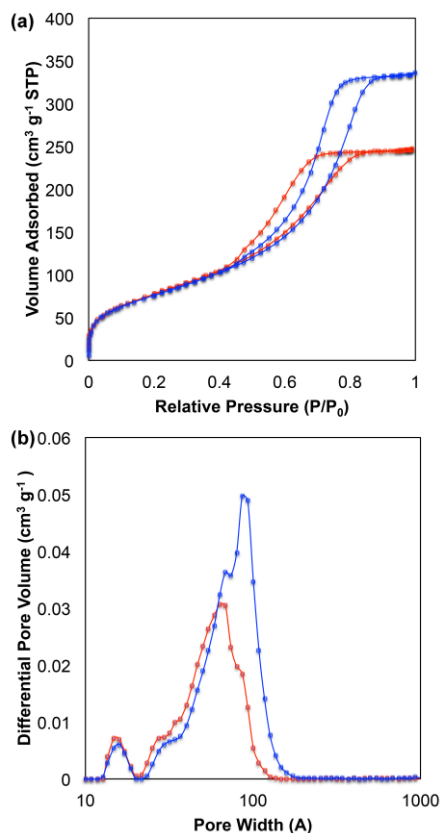 (a)
400
350
300
250
200
150
100
50
0
Volume Adsorbed (cm³ g⁻¹ STP)
0 0.2 0.4 0.6 0.8 1
Relative Pressure (P/P₀)
(b)
0.06
0.05
0.04
0.03
0.02
0.01
0
Differential Pore Volume (cm³ g⁻¹ )
10 100 1000
Pore Width (A)